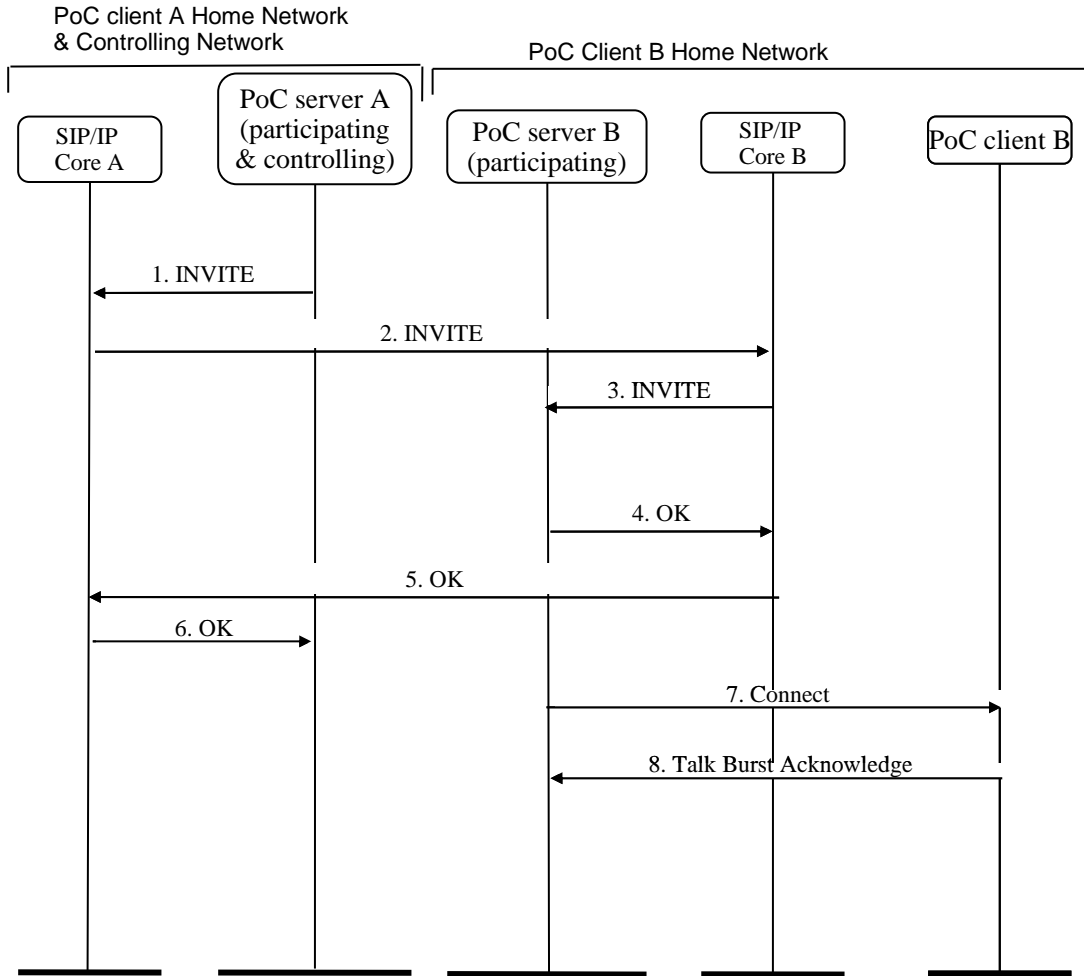 PoC client A Home Network
& Controlling Network
PoC Client B Home Network
SIP/IP
Core A
PoC server A
(participating
& controlling)
PoC server B
(participating)
SIP/IP
Core B
PoC client B
1. INVITE
2. INVITE
3. INVITE
4. OK
5. OK
6. OK
7. Connect
8. Talk Burst Acknowledge